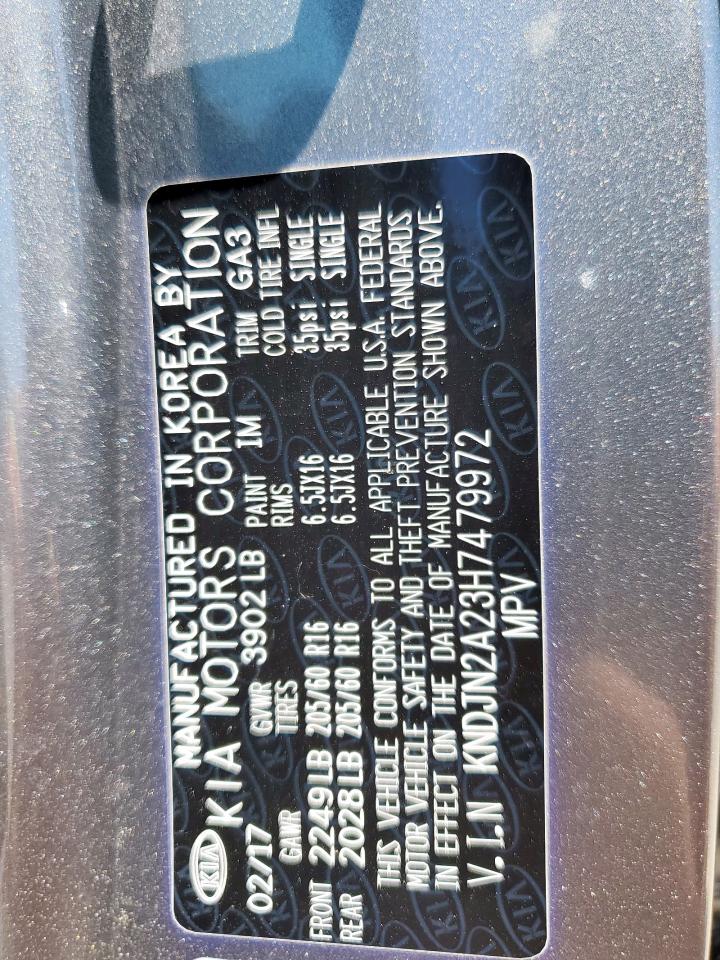 MANUFACTURED IN KOREA BY
KIA KIA MOTORS CORPORATION
02/17 GVWR 3902 LB PAINT IM TRIM GA3
GAWR TIRES RIMS COLD TIRE INFL
FRONT 2249LB 205/60 R16 6.5JX16 35psi SINGLE
REAR 2028LB 205/60 R16 6.5JX16 35psi SINGLE
THIS VEHICLE CONFORMS TO ALL APPLICABLE U.S.A. FEDERAL
MOTOR VEHICLE SAFETY AND THEFT PREVENTION STANDARDS
IN EFFECT ON THE DATE OF MANUFACTURE SHOWN ABOVE.
V.I.N KNDJN2A23H7479972
MPV